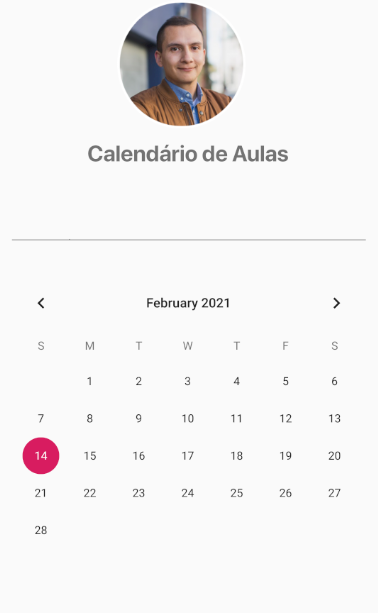 Calendário de Aulas
February 2021
S M T W T F S
1 2 3 4 5 6
7 8 9 10 11 12 13
14 15 16 17 18 19 20
21 22 23 24 25 26 27
28